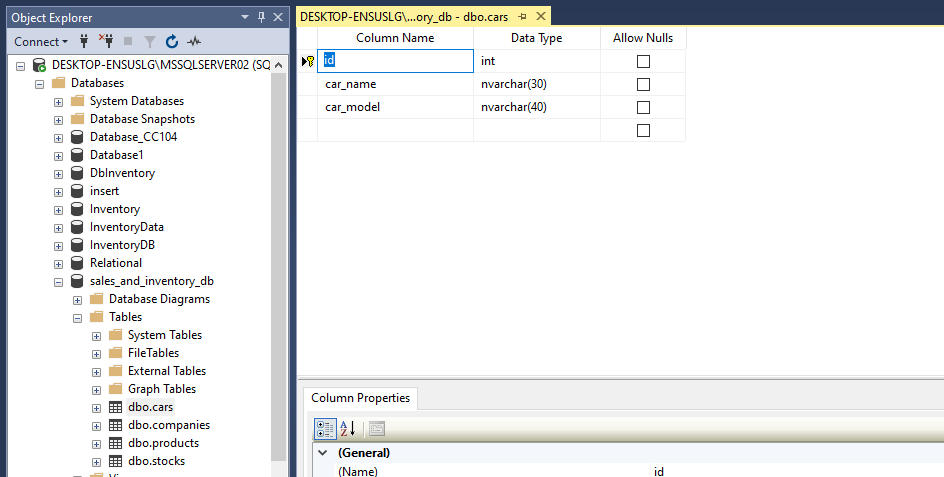 Object Explorer
Connect
DESKTOP-ENSUSLG\MSSQLSERVER02 (SQ
Databases
System Databases
Database Snapshots
Database_CC104
Database1
DbInventory
insert
Inventory
InventoryData
InventoryDB
Relational
sales_and_inventory_db
Database Diagrams
Tables
System Tables
FileTables
External Tables
Graph Tables
dbo.cars
dbo.companies
dbo.products
dbo.stocks
DESKTOP-ENSUSLG\...ory_db - dbo.cars
Column Name Data Type Allow Nulls
id int
car_name nvarchar(30)
car_model nvarchar(40)
Column Properties
(General)
(Name) id